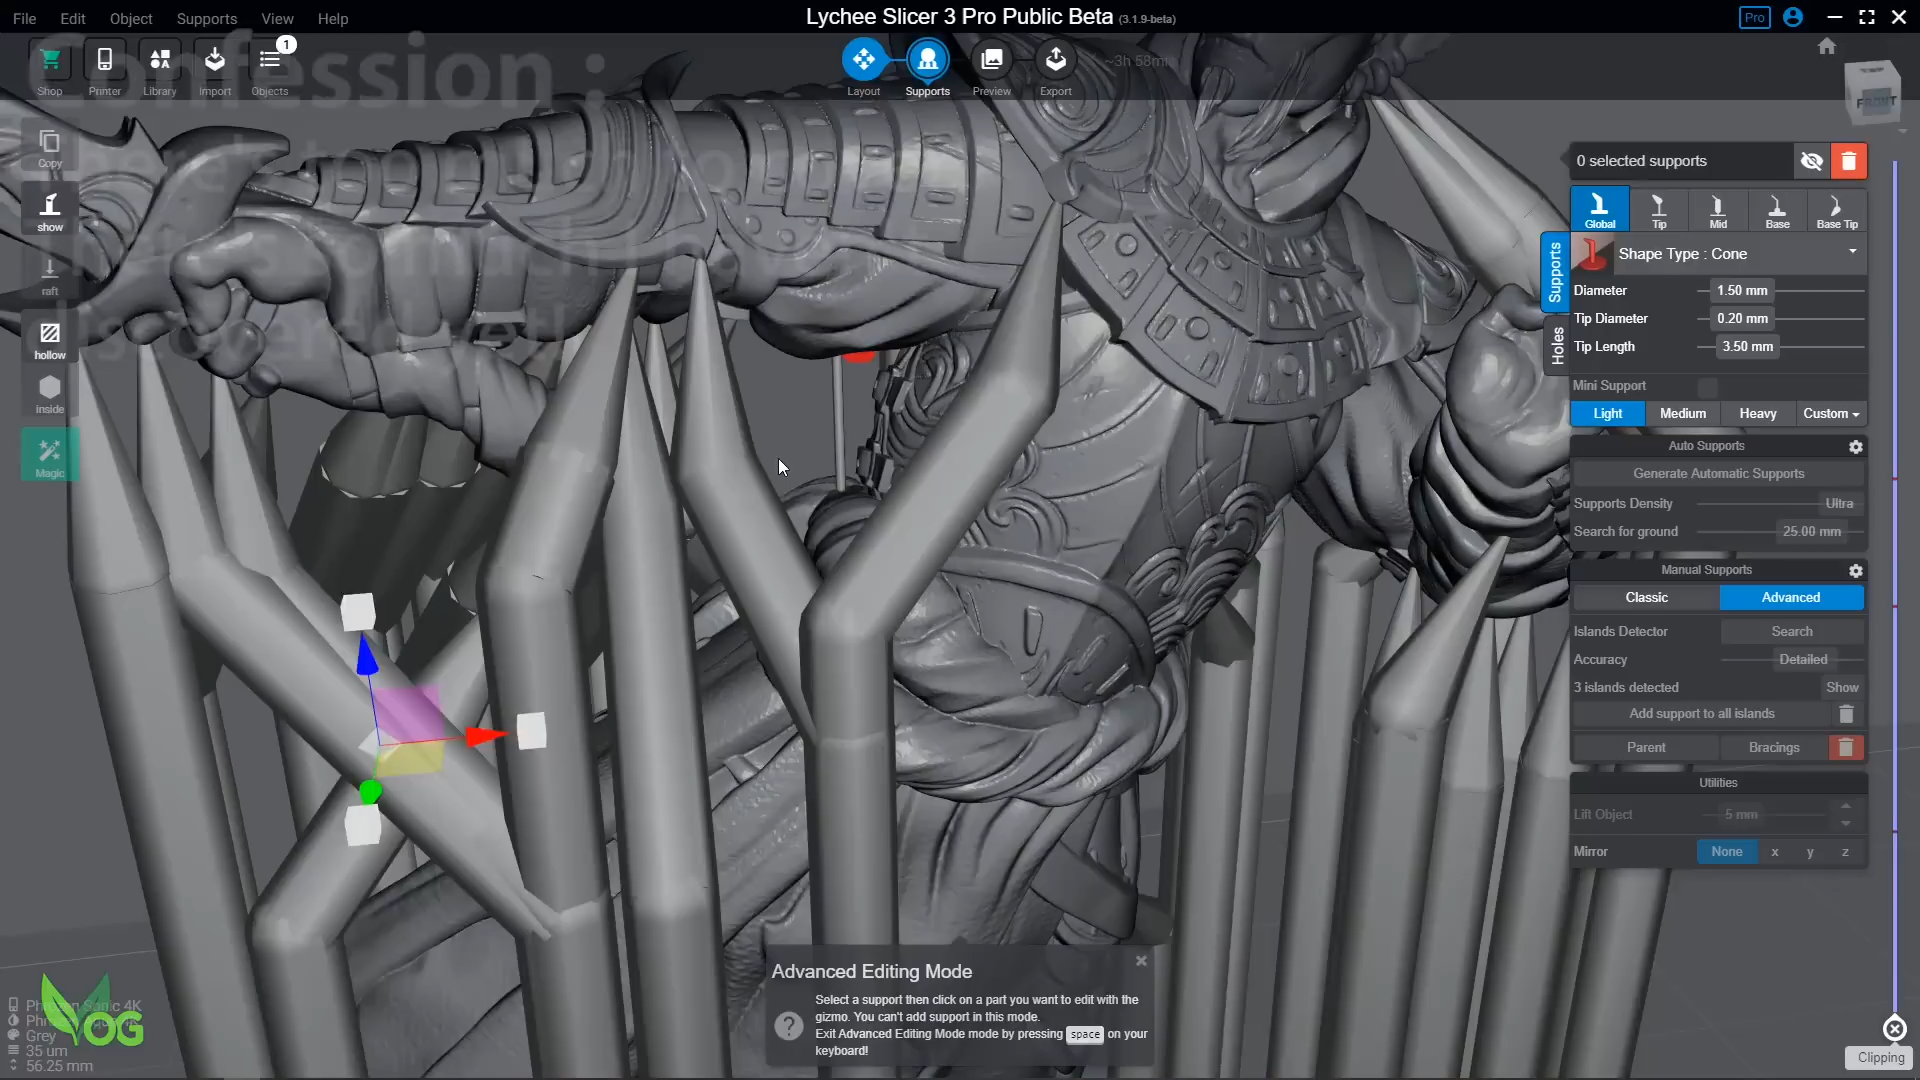 File Edit Object Supports View Help
Lychee Slicer 3 Pro Public Beta (3.1.9-beta)
Pro
Confession :
1
Shop Printer Library Import Objects
Layout Supports Preview Export
~3h 58mn
FRONT
Copy
show
raft
hollow
inside
Magic
0 selected supports
Global Tip Mid Base Base Tip
Supports
Holes
Shape Type : Cone
Diameter 1.50 mm
Tip Diameter 0.20 mm
Tip Length 3.50 mm
Mini Support
Light Medium Heavy Custom
Auto Supports
Generate Automatic Supports
Supports Density Ultra
Search for ground 25.00 mm
Manual Supports
Classic Advanced
Islands Detector Search
Accuracy Detailed
3 islands detected Show
Add support to all islands
Parent Bracings
Utilities
Lift Object 5 mm
Mirror None x y z
Advanced Editing Mode
Select a support then click on a part you want to edit with the
gizmo. You can't add support in this mode.
Exit Advanced Editing Mode mode by pressing space on your
keyboard!
VOG
Grey
35 um
56.25 mm
Clipping